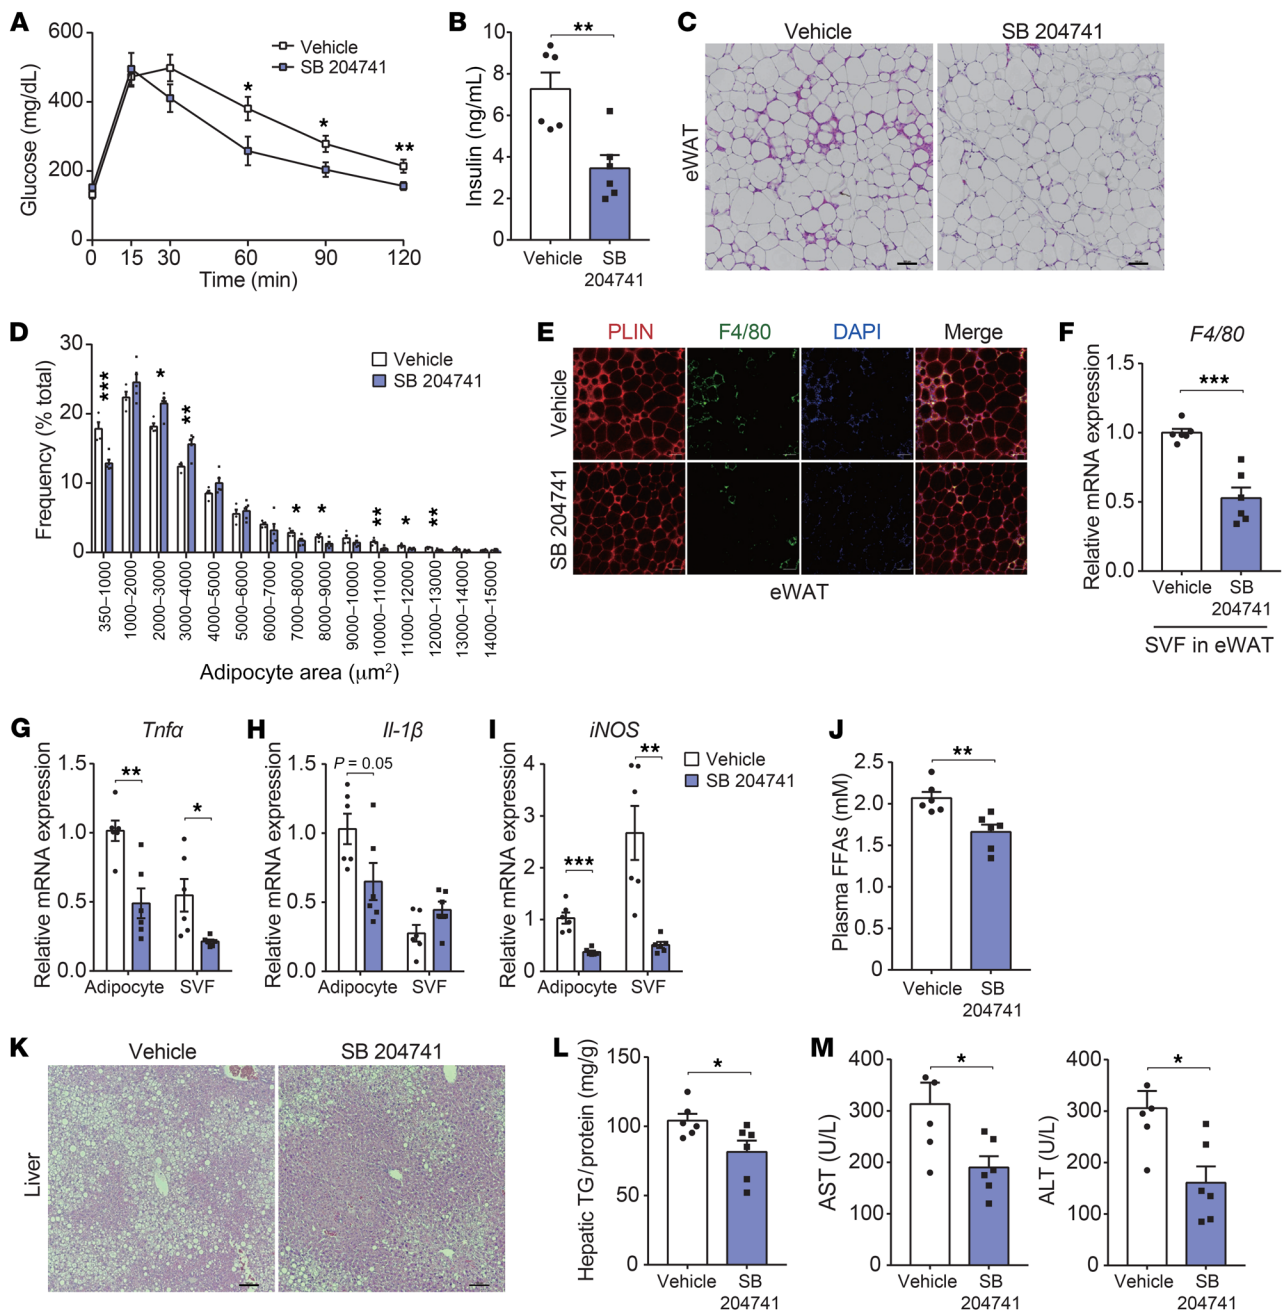 A
600
400
200
0
Glucose (mg/dL)
Vehicle
SB 204741
*
*
**
0 15 30 60 90 120
Time (min)
B
10
8
6
4
2
0
Insulin (ng/mL)
**
Vehicle SB
204741
C
Vehicle SB 204741
eWAT
D
30
20
10
0
Frequency (% total)
Vehicle
SB 204741
***
*
**
*
*
**
*
**
350–1000
1000–2000
2000–3000
3000–4000
4000–5000
5000–6000
6000–7000
7000–8000
8000–9000
9000–10000
10000–11000
11000–12000
12000–13000
13000–14000
14000–15000
Adipocyte area (μm²)
E
PLIN F4/80 DAPI Merge
Vehicle
SB 204741
eWAT
F
F4/80
1.5
1.0
0.5
0.0
Relative mRNA expression
***
Vehicle SB
204741
SVF in eWAT
G
Tnfα
1.5
1.0
0.5
0.0
Relative mRNA expression
**
*
Adipocyte SVF
H
Il-1β
1.5
1.0
0.5
0.0
Relative mRNA expression
P = 0.05
Adipocyte SVF
I
iNOS
4
3
2
1
0
Relative mRNA expression
***
**
Adipocyte SVF
Vehicle
SB 204741
J
2.5
2.0
1.5
1.0
0.5
0
Plasma FFAs (mM)
**
Vehicle SB
204741
K
Vehicle SB 204741
Liver
L
150
100
50
0
Hepatic TG/protein (mg/g)
*
Vehicle SB
204741
M
400
300
200
100
0
AST (U/L)
*
Vehicle SB
204741
400
300
200
100
0
ALT (U/L)
*
Vehicle SB
204741